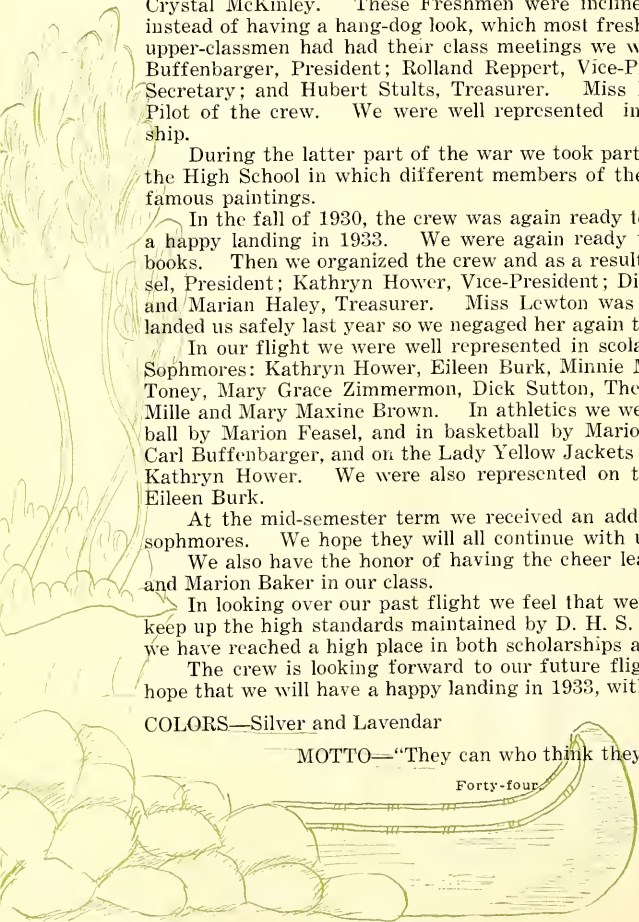 Crystal McKinley. These Freshmen were incline
instead of having a hang-dog look, which most fresh
upper-classmen had had their class meetings we w
Buffenbarger, President; Rolland Reppert, Vice-P
Secretary; and Hubert Stults, Treasurer. Miss
Pilot of the crew. We were well represented in
ship.
During the latter part of the war we took part
the High School in which different members of the
famous paintings.
In the fall of 1930, the crew was again ready to
a happy landing in 1933. We were again ready
books. Then we organized the crew and as a result
sel, President; Kathryn Hower, Vice-President; Di
and Marian Haley, Treasurer. Miss Lewton was
landed us safely last year so we negaged her again t
In our flight we were well represented in scola
Sophmores: Kathryn Hower, Eileen Burk, Minnie M
Toney, Mary Grace Zimmermon, Dick Sutton, The
Mille and Mary Maxine Brown. In athletics we we
ball by Marion Feasel, and in basketball by Mario
Carl Buffenbarger, and on the Lady Yellow Jackets
Kathryn Hower. We were also represented on t
Eileen Burk.
At the mid-semester term we received an add
sophmores. We hope they will all continue with u
We also have the honor of having the cheer lea
and Marion Baker in our class.
In looking over our past flight we feel that we
keep up the high standards maintained by D. H. S.
we have reached a high place in both scholarships a
The crew is looking forward to our future flig
hope that we will have a happy landing in 1933, wit
COLORS—Silver and Lavendar
MOTTO—“They can who think they
Forty-four